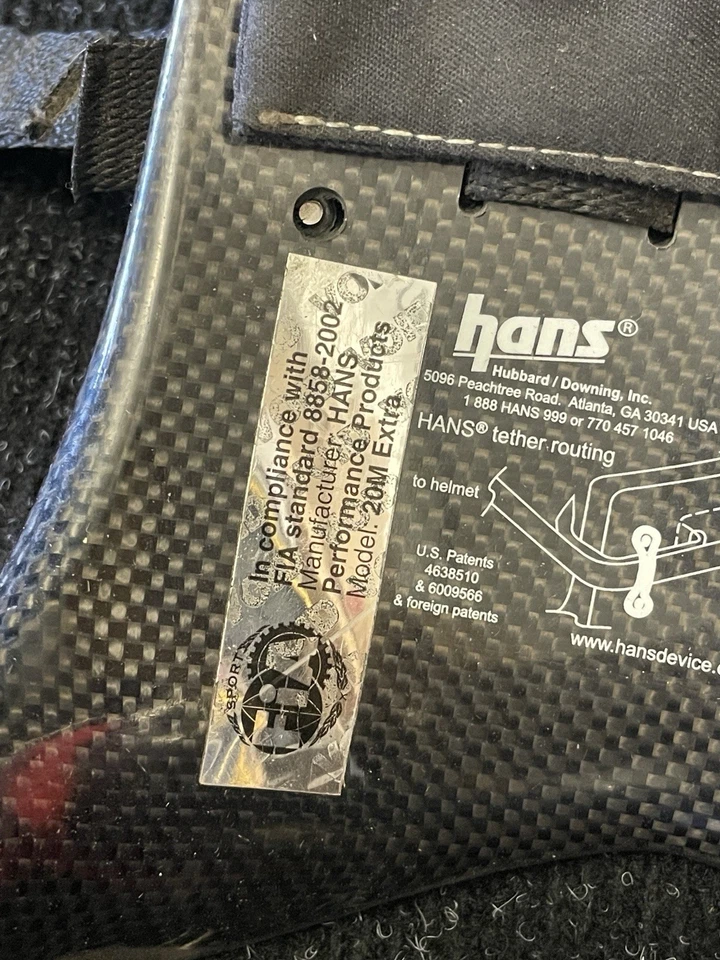 In compliance with
FIA standard 8858-2002
Manufacturer. HANS
Performance Products
Model. 20M Extra
SPORT
FiA
hans®
Hubbard / Downing, Inc.
5096 Peachtree Road. Atlanta, GA 30341 USA
1 888 HANS 999 or 770 457 1046
HANS® tether routing
to helmet
U.S. Patents
4638510
& 6009566
& foreign patents
www.hansdevice.c